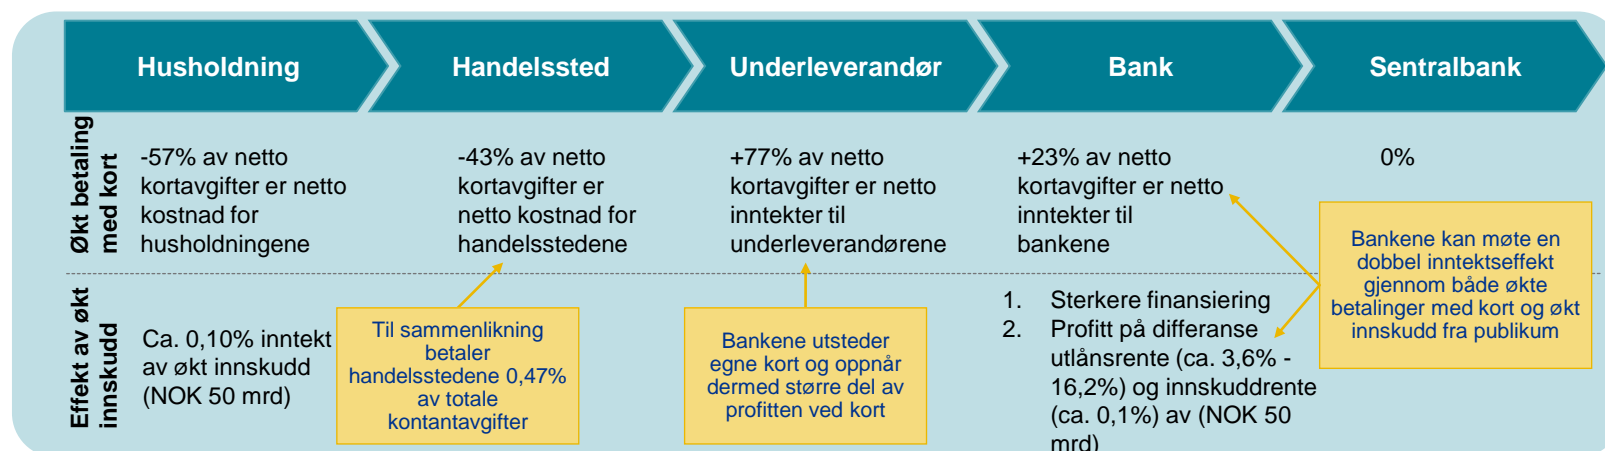 Husholdning
Handelssted
Underleverandør
Bank
Sentralbank
Økt betaling
med kort
-57% av netto
kortavgifter er netto
kostnad for
husholdningene
-43% av netto
kortavgifter er
netto kostnad for
handelsstedene
+77% av netto
kortavgifter er netto
inntekter til
underleverandørene
+23% av netto
kortavgifter er netto
inntekter til
bankene
0%
Bankene kan møte en
dobbel inntektseffekt
gjennom både økte
betalinger med kort og økt
innskudd fra publikum
Effekt av økt
innskudd
Ca. 0,10% inntekt
av økt innskudd
(NOK 50 mrd)
Til sammenlikning
betaler
handelsstedene 0,47%
av totale
kontantavgifter
Bankene utsteder
egne kort og oppnår
dermed større del av
profitten ved kort
1. Sterkere finansiering
2. Profitt på differanse
utlånsrente (ca. 3,6% -
16,2%) og innskuddrente
(ca. 0,1%) av (NOK 50
mrd)